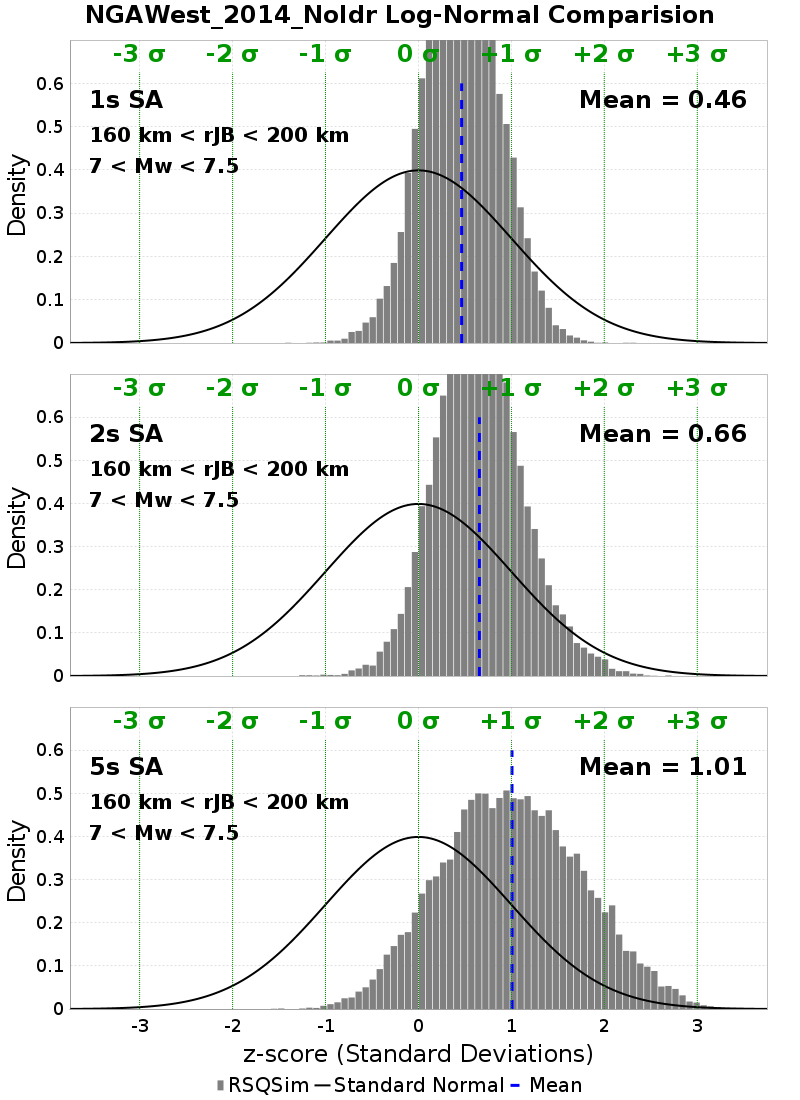 NGAWest_2014_NoIdr Log-Normal Comparision
-3 σ -2 σ -1 σ 0 σ +1 σ +2 σ +3 σ
1s SA
Mean = 0.46
160 km < rJB < 200 km
7 < Mw < 7.5
0.6
0.5
0.4
0.3
0.2
0.1
0
Density
-3 σ -2 σ -1 σ 0 σ +1 σ +2 σ +3 σ
2s SA
Mean = 0.66
160 km < rJB < 200 km
7 < Mw < 7.5
0.6
0.5
0.4
0.3
0.2
0.1
0
Density
-3 σ -2 σ -1 σ 0 σ +1 σ +2 σ +3 σ
5s SA
Mean = 1.01
160 km < rJB < 200 km
7 < Mw < 7.5
0.6
0.5
0.4
0.3
0.2
0.1
0
Density
-3 -2 -1 0 1 2 3
z-score (Standard Deviations)
RSQSim Standard Normal Mean